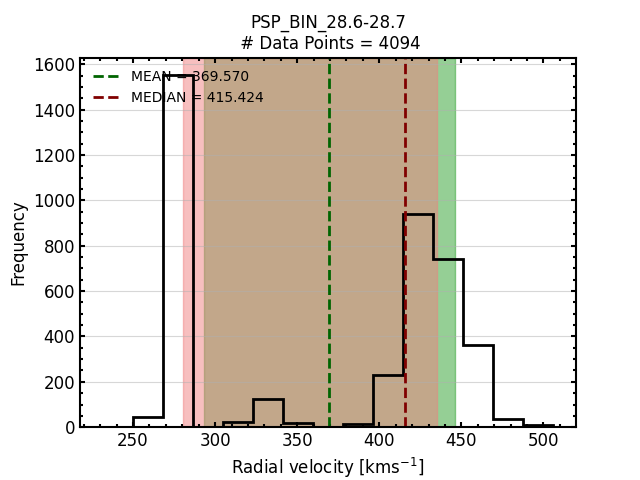 PSP_BIN_28.6-28.7
# Data Points = 4094
MEAN = 369.570
MEDIAN = 415.424
1600
1400
1200
1000
800
600
400
200
0
Frequency
250 300 350 400 450 500
Radial velocity [kms⁻¹]